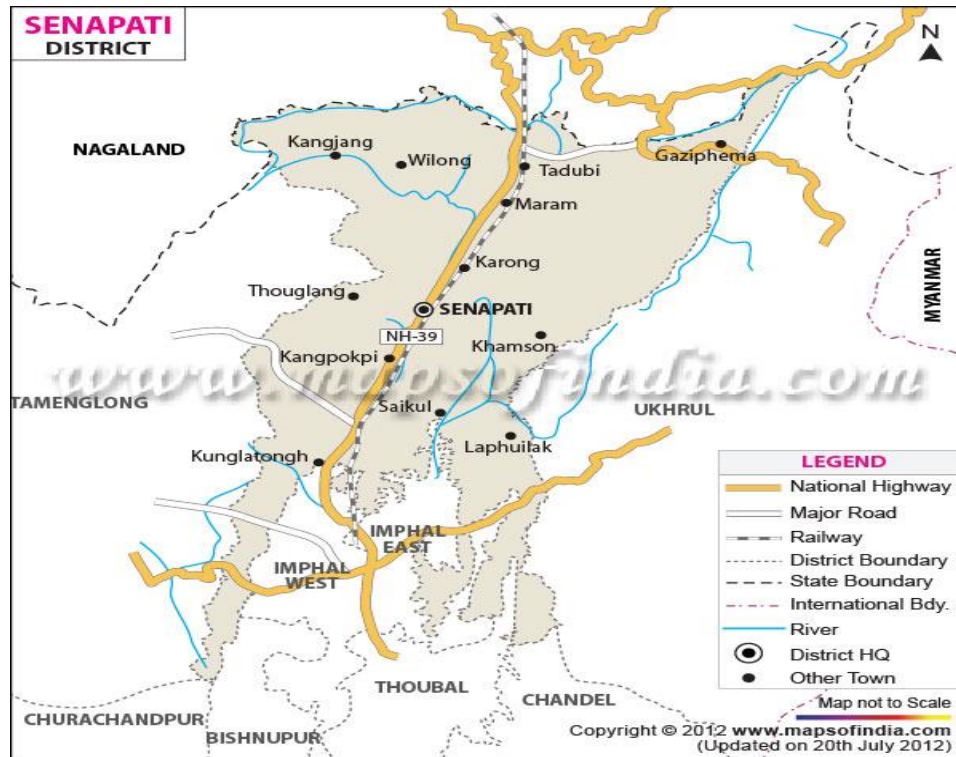 SENAPATI
DISTRICT
N
NAGALAND
Kangjang
Wilong
Tadubi
Gaziphema
Maram
Karong
MYANMAR
Thouglang
SENAPATI
NH-39
Khamson
Kangpokpi
www.mapsofindia.com
TAMENGLONG
Saikul
UKHRUL
Laphuilak
Kunglatongh
IMPHAL
EAST
IMPHAL
WEST
THOUBAL
CHANDEL
CHURACHANDPUR
BISHNUPUR
LEGEND
National Highway
Major Road
Railway
District Boundary
State Boundary
International Bdy.
River
District HQ
Other Town
Map not to Scale
Copyright © 2012 www.mapsofindia.com
(Updated on 20th July 2012)